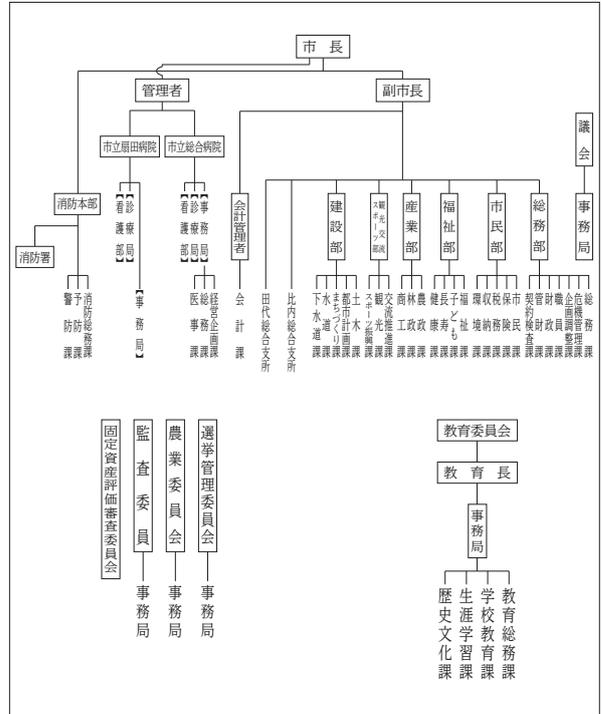 市長
管理者
副市長
市立扇田病院
市立総合病院
議会
事務局
消防本部
消防署
【看護部】
【診療局】
【事務局】
【看護部】
【診療局】
【事務局】
会計管理者
建設部
観光交流スポーツ部
産業部
福祉部
市民部
総務部
警防課
予防課
消防総務課
医事課
総務課
経営企画課
会計課
田代総合支所
比内総合支所
下水道課
水道課
まちづくり課
都市計画課
土木課
スポーツ振興課
観光課
交流推進課
商工課
林政課
農政課
健康課
長寿課
子ども課
福祉課
環境課
収納課
税務課
保険課
市民課
契約検査課
管財課
財政課
職員課
企画調整課
危機管理課
総務課
固定資産評価審査委員会
監査委員
事務局
農業委員会
事務局
選挙管理委員会
事務局
教育委員会
教育長
事務局
歴史文化課
生涯学習課
学校教育課
教育総務課